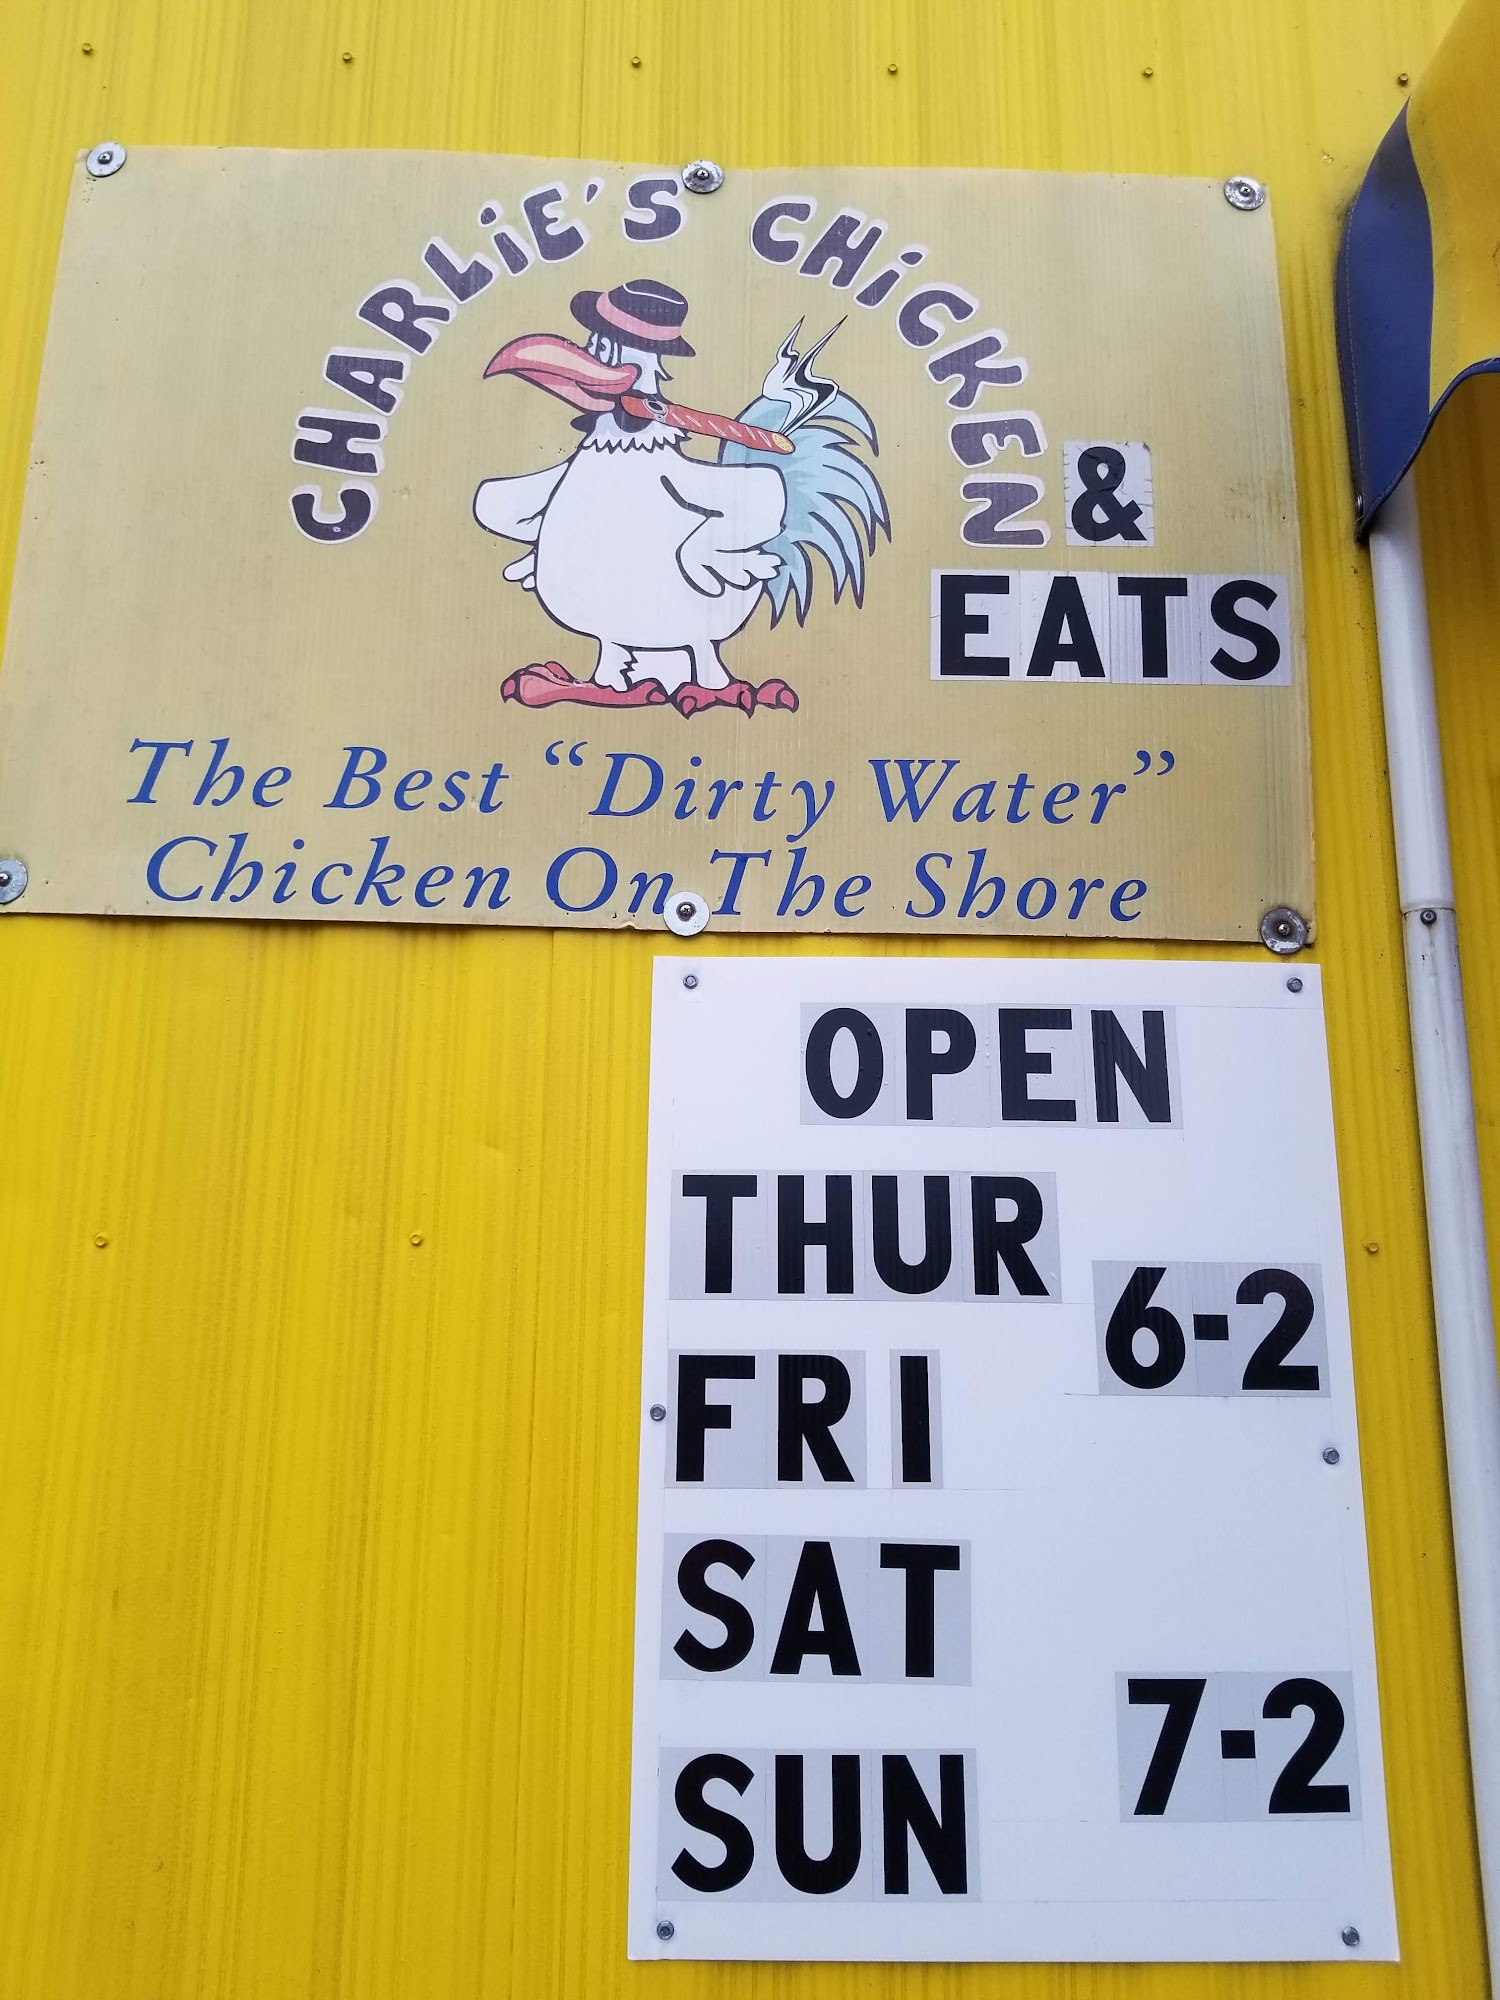 CHARLiE'S CHiCKEN
&
EATS
The Best “Dirty Water”
Chicken On The Shore
OPEN
THUR
6-2
FRI
SAT
7-2
SUN